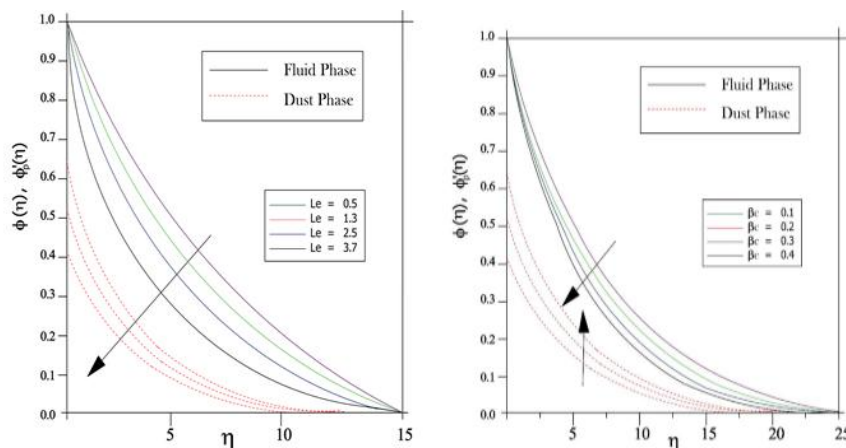 1.0
0.9
0.8
0.7
0.6
0.5
0.4
0.3
0.2
0.1
0.0
ϕ(η), ϕp(η)
Fluid Phase
Dust Phase
Le = 0.5
Le = 1.3
Le = 2.5
Le = 3.7
5
η
10
15
1.0
0.9
0.8
0.7
0.6
0.5
0.4
0.3
0.2
0.1
0.0
ϕ(η), ϕp(η)
Fluid Phase
Dust Phase
βc = 0.1
βc = 0.2
βc = 0.3
βc = 0.4
0
5
10
η
15
20
25